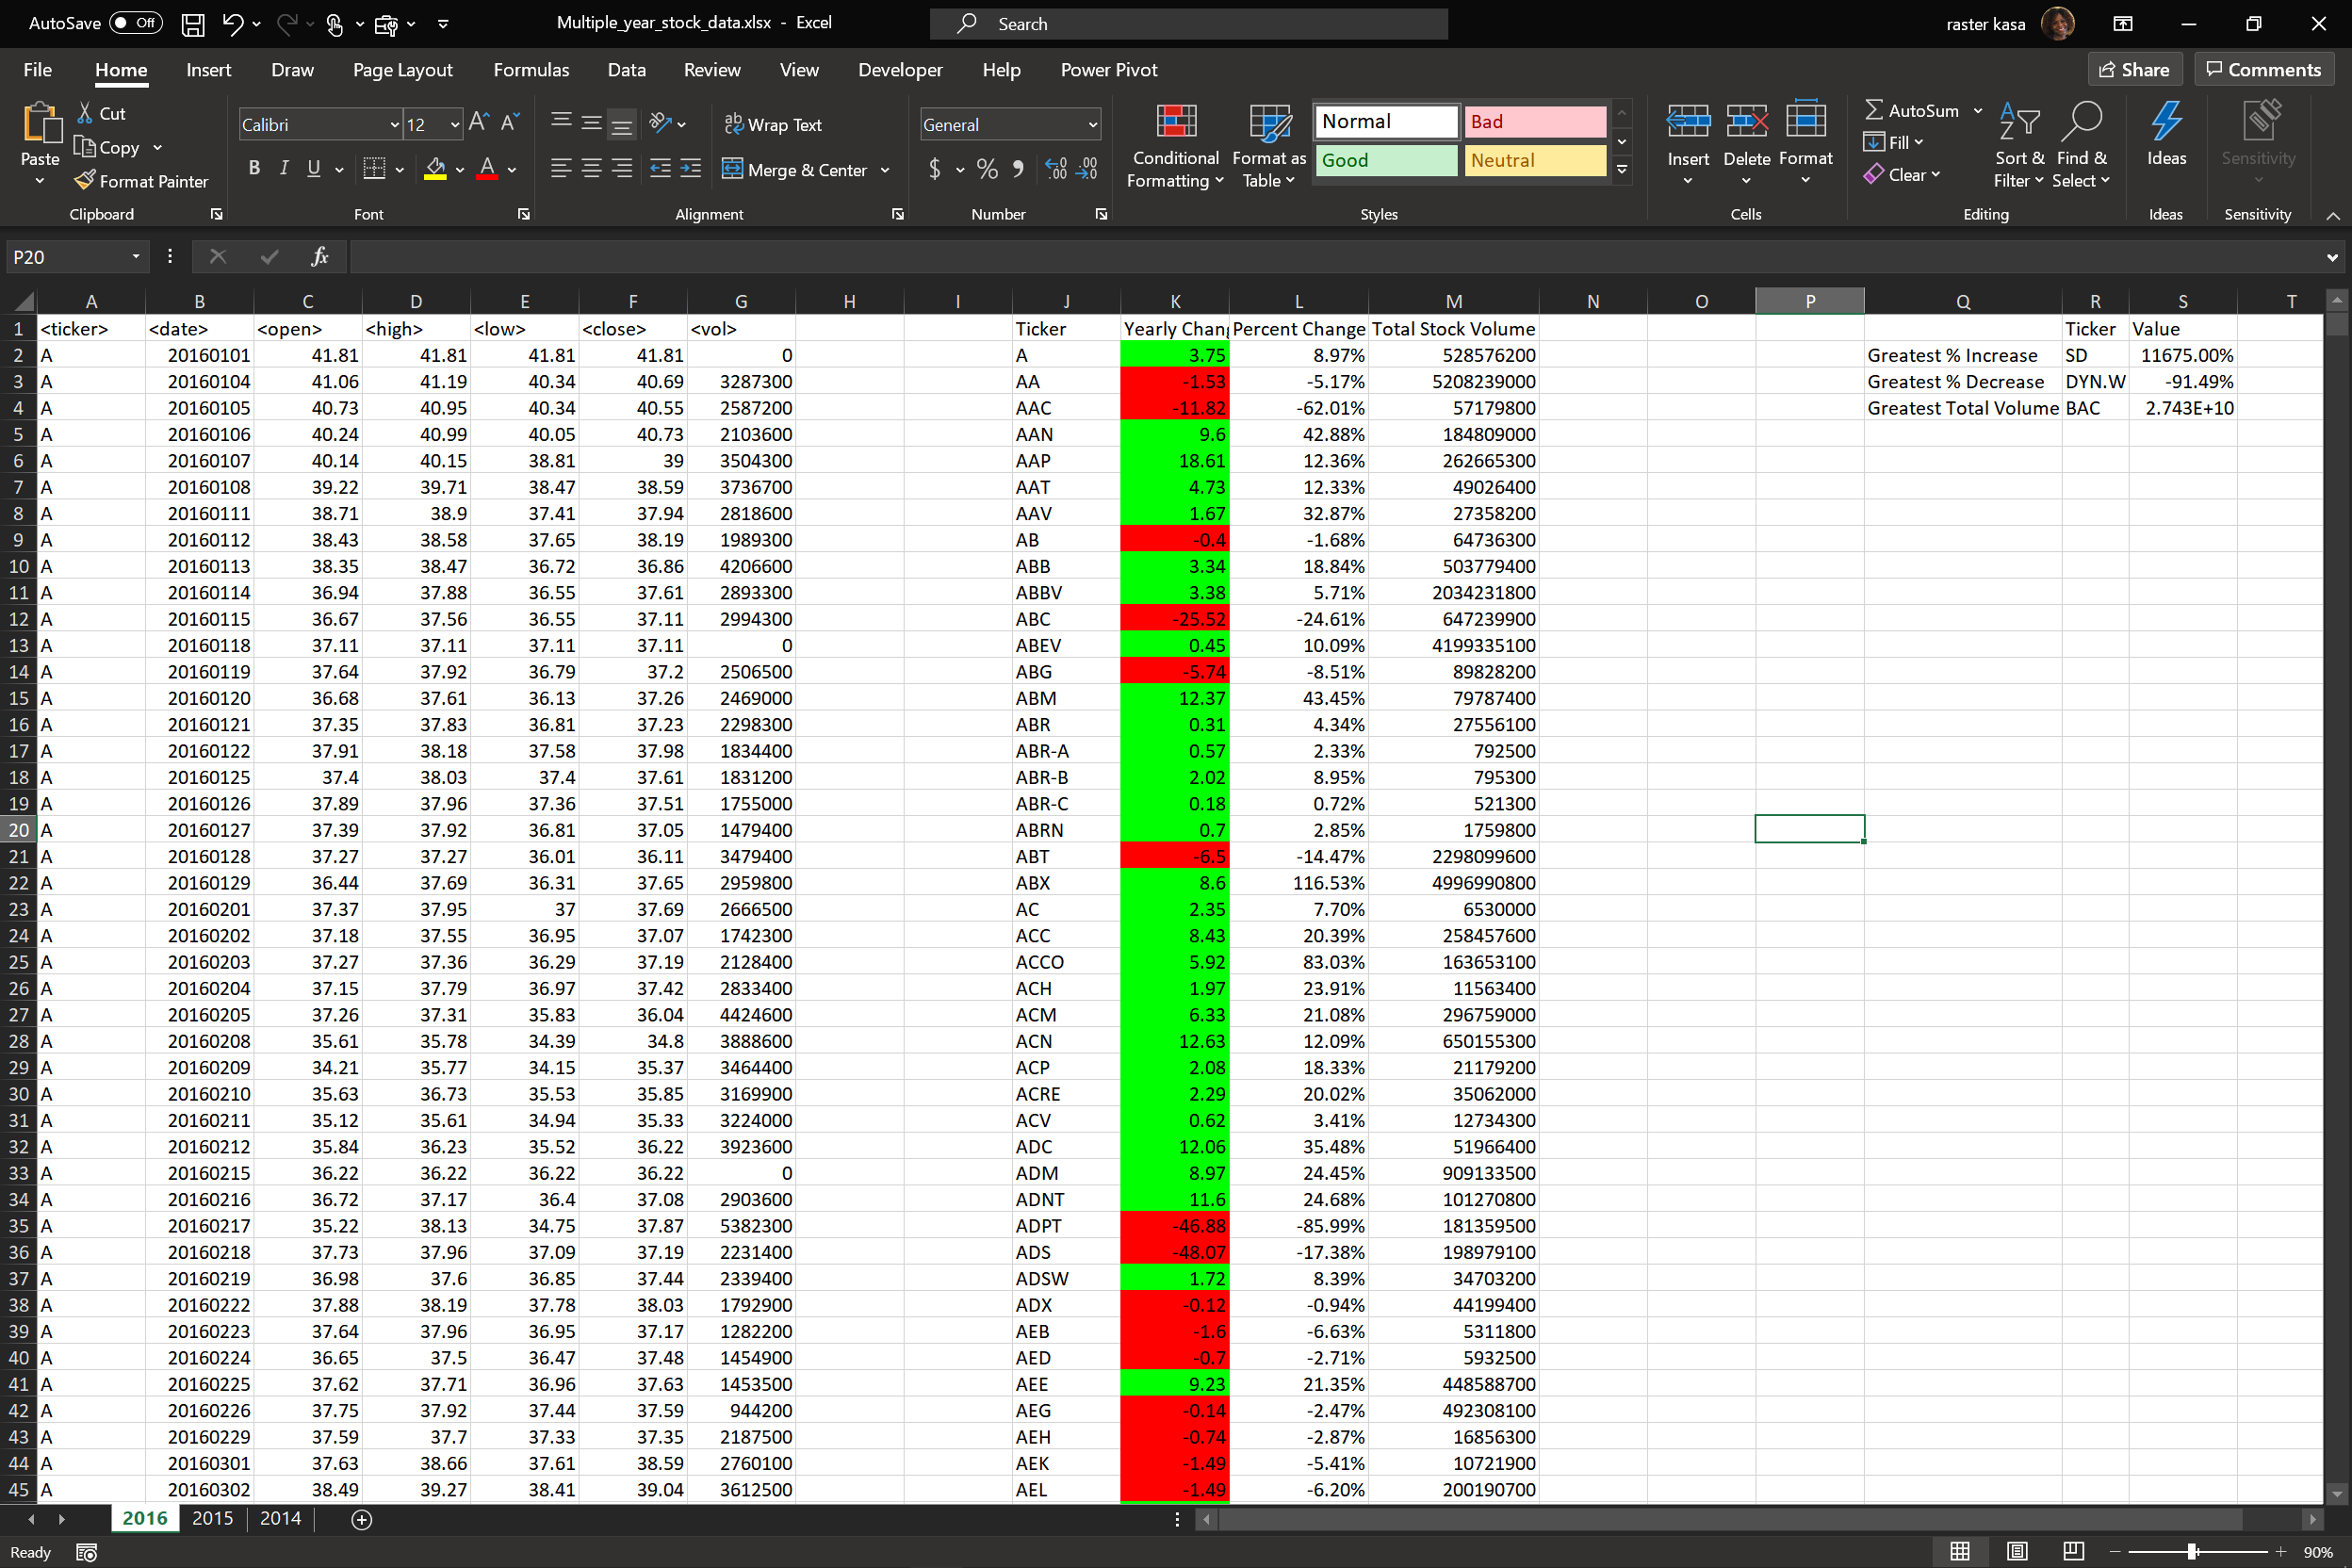 AutoSave Off Multiple_year_stock_data.xlsx - Excel Search raster kasa
File Home Insert Draw Page Layout Formulas Data Review View Developer Help Power Pivot Share Comments
Paste Cut Copy Format Painter Clipboard
Calibri 12 B I U A Font
Wrap Text Merge & Center Alignment
General $ % Number
Conditional Formatting Format as Table Normal Bad Good Neutral Styles
Insert Delete Format Cells
AutoSum Fill Clear Sort & Filter Find & Select Editing
Ideas Ideas
Sensitivity Sensitivity
P20 fx
A B C D E F G H I J K L M N O P Q R S T
1 <ticker> <date> <open> <high> <low> <close> <vol> Ticker Yearly Chang Percent Change Total Stock Volume Ticker Value
2 A 20160101 41.81 41.81 41.81 41.81 0 A 3.75 8.97% 528576200 Greatest % Increase SD 11675.00%
3 A 20160104 41.06 41.19 40.34 40.69 3287300 AA -1.53 -5.17% 5208239000 Greatest % Decrease DYN.W -91.49%
4 A 20160105 40.73 40.95 40.34 40.55 2587200 AAC -11.82 -62.01% 57179800 Greatest Total Volume BAC 2.743E+10
5 A 20160106 40.24 40.99 40.05 40.73 2103600 AAN 9.6 42.88% 184809000
6 A 20160107 40.14 40.15 38.81 39 3504300 AAP 18.61 12.36% 262665300
7 A 20160108 39.22 39.71 38.47 38.59 3736700 AAT 4.73 12.33% 49026400
8 A 20160111 38.71 38.9 37.41 37.94 2818600 AAV 1.67 32.87% 27358200
9 A 20160112 38.43 38.58 37.65 38.19 1989300 AB -0.4 -1.68% 64736300
10 A 20160113 38.35 38.47 36.72 36.86 4206600 ABB 3.34 18.84% 503779400
11 A 20160114 36.94 37.88 36.55 37.61 2893300 ABBV 3.38 5.71% 2034231800
12 A 20160115 36.67 37.56 36.55 37.11 2994300 ABC -25.52 -24.61% 647239900
13 A 20160118 37.11 37.11 37.11 37.11 0 ABEV 0.45 10.09% 4199335100
14 A 20160119 37.64 37.92 36.79 37.2 2506500 ABG -5.74 -8.51% 89828200
15 A 20160120 36.68 37.61 36.13 37.26 2469000 ABM 12.37 43.45% 79787400
16 A 20160121 37.35 37.83 36.81 37.23 2298300 ABR 0.31 4.34% 27556100
17 A 20160122 37.91 38.18 37.58 37.98 1834400 ABR-A 0.57 2.33% 792500
18 A 20160125 37.4 38.03 37.4 37.61 1831200 ABR-B 2.02 8.95% 795300
19 A 20160126 37.89 37.96 37.36 37.51 1755000 ABR-C 0.18 0.72% 521300
20 A 20160127 37.39 37.92 36.81 37.05 1479400 ABRN 0.7 2.85% 1759800
21 A 20160128 37.27 37.27 36.01 36.11 3479400 ABT -6.5 -14.47% 2298099600
22 A 20160129 36.44 37.69 36.31 37.65 2959800 ABX 8.6 116.53% 4996990800
23 A 20160201 37.37 37.95 37 37.69 2666500 AC 2.35 7.70% 6530000
24 A 20160202 37.18 37.55 36.95 37.07 1742300 ACC 8.43 20.39% 258457600
25 A 20160203 37.27 37.36 36.29 37.19 2128400 ACCO 5.92 83.03% 163653100
26 A 20160204 37.15 37.79 36.97 37.42 2833400 ACH 1.97 23.91% 11563400
27 A 20160205 37.26 37.31 35.83 36.04 4424600 ACM 6.33 21.08% 296759000
28 A 20160208 35.61 35.78 34.39 34.8 3888600 ACN 12.63 12.09% 650155300
29 A 20160209 34.21 35.77 34.15 35.37 3464400 ACP 2.08 18.33% 21179200
30 A 20160210 35.63 36.73 35.53 35.85 3169900 ACRE 2.29 20.02% 35062000
31 A 20160211 35.12 35.61 34.94 35.33 3224000 ACV 0.62 3.41% 12734300
32 A 20160212 35.84 36.23 35.52 36.22 3923600 ADC 12.06 35.48% 51966400
33 A 20160215 36.22 36.22 36.22 36.22 0 ADM 8.97 24.45% 909133500
34 A 20160216 36.72 37.17 36.4 37.08 2903600 ADNT 11.6 24.68% 101270800
35 A 20160217 35.22 38.13 34.75 37.87 5382300 ADPT -46.88 -85.99% 181359500
36 A 20160218 37.73 37.96 37.09 37.19 2231400 ADS -48.07 -17.38% 198979100
37 A 20160219 36.98 37.6 36.85 37.44 2339400 ADSW 1.72 8.39% 34703200
38 A 20160222 37.88 38.19 37.78 38.03 1792900 ADX -0.12 -0.94% 44199400
39 A 20160223 37.64 37.96 36.95 37.17 1282200 AEB -1.6 -6.63% 5311800
40 A 20160224 36.65 37.5 36.47 37.48 1454900 AED -0.7 -2.71% 5932500
41 A 20160225 37.62 37.71 36.96 37.63 1453500 AEE 9.23 21.35% 448588700
42 A 20160226 37.75 37.92 37.44 37.59 944200 AEG -0.14 -2.47% 492308100
43 A 20160229 37.59 37.7 37.33 37.35 2187500 AEH -0.74 -2.87% 16856300
44 A 20160301 37.63 38.66 37.61 38.59 2760100 AEK -1.49 -5.41% 10721900
45 A 20160302 38.49 39.27 38.41 39.04 3612500 AEL -1.49 -6.20% 200190700
2016 2015 2014
Ready 90%